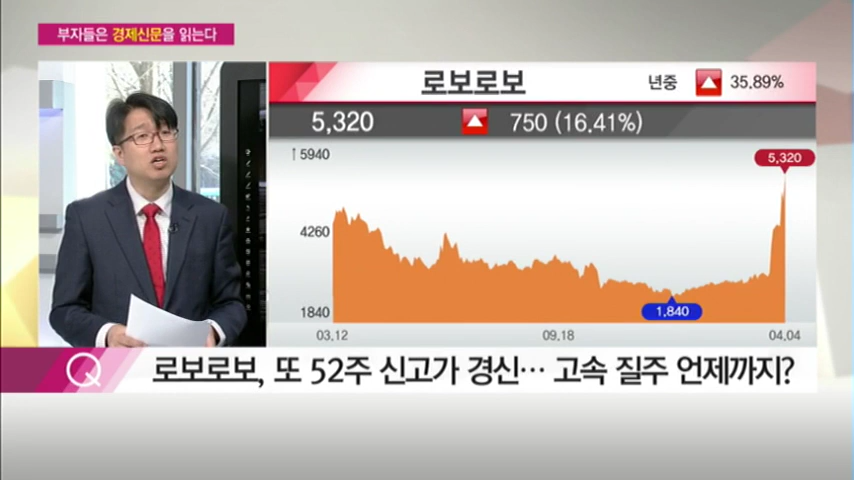 부자들은 경제신문을 읽는다
로보로보 년중 ▲ 35.89%
5,320 ▲ 750 (16.41%)
↑5940
5,320
4260
1840
1,840
03,12 09,18 04,04
Q 로보로보, 또 52주 신고가 경신… 고속 질주 언제까지?